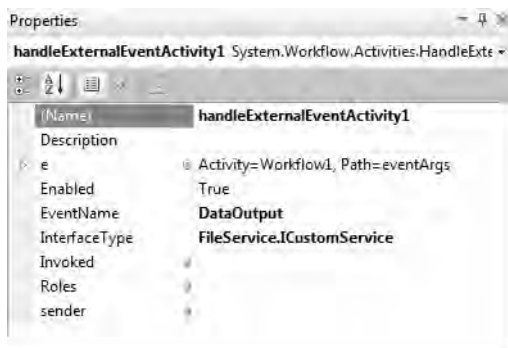 Properties
handleExternalEventActivity1 System.Workflow.Activities.HandleExte
(Name) handleExternalEventActivity1
Description
e Activity=Workflow1, Path=eventArgs
Enabled True
EventName DataOutput
InterfaceType FileService.ICustomService
Invoked
Roles
sender